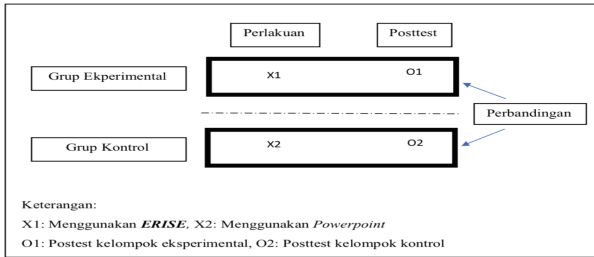 Perlakuan Posttest
Grup Ekperimental X1 O1
Perbandingan
Grup Kontrol X2 O2
Keterangan:
X1: Menggunakan ERISE, X2: Menggunakan Powerpoint
O1: Postest kelompok eksperimental, O2: Posttest kelompok kontrol